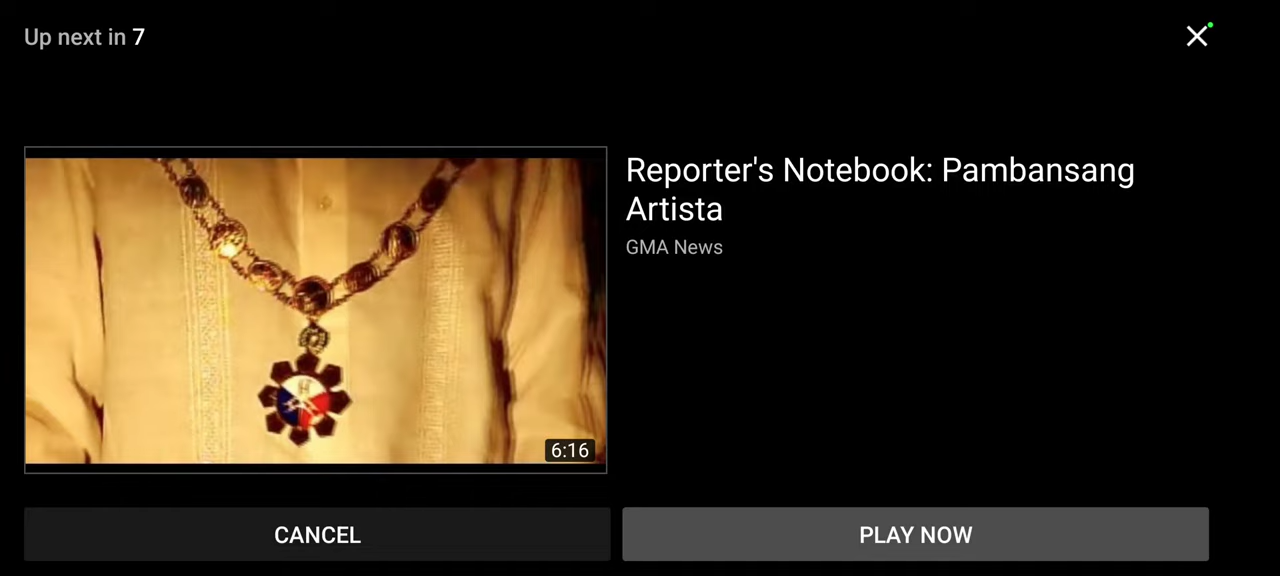 Up next in 7
Reporter's Notebook: Pambansang
Artista
GMA News
6:16
CANCEL
PLAY NOW